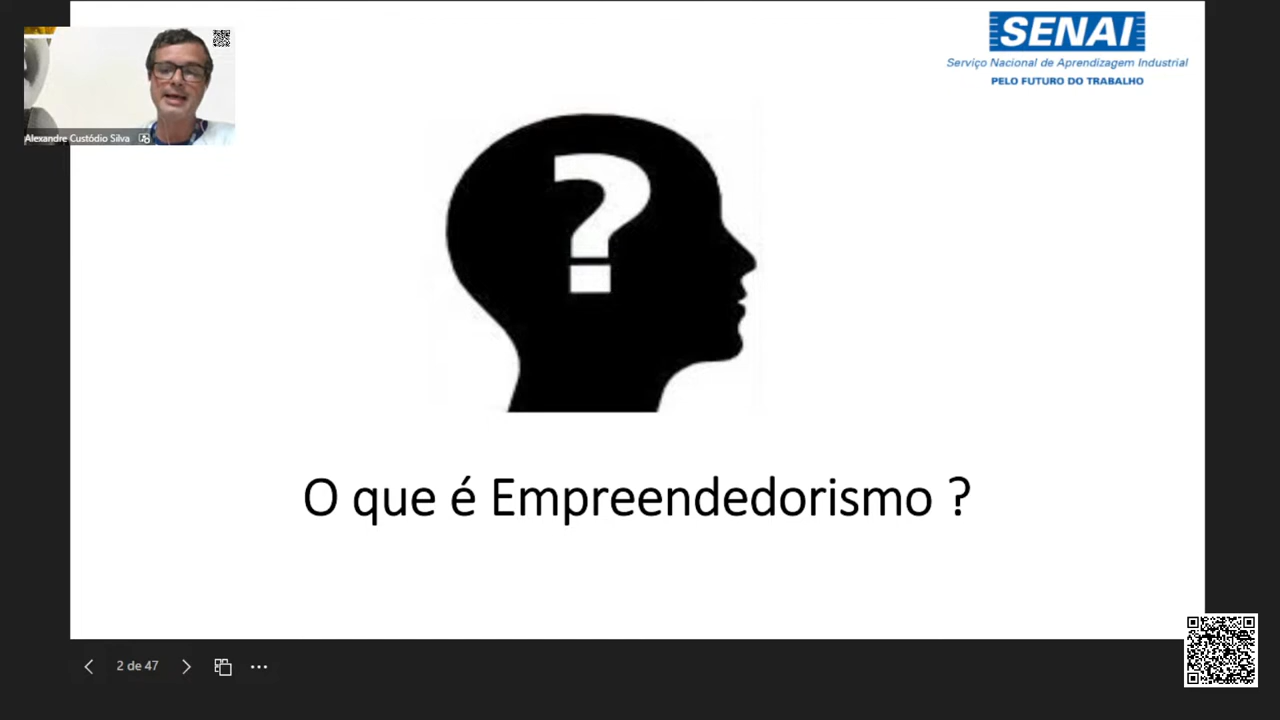 SENAI
Serviço Nacional de Aprendizagem Industrial
PELO FUTURO DO TRABALHO
Alexandre Custódio Silva
?
O que é Empreendedorismo ?
2 de 47